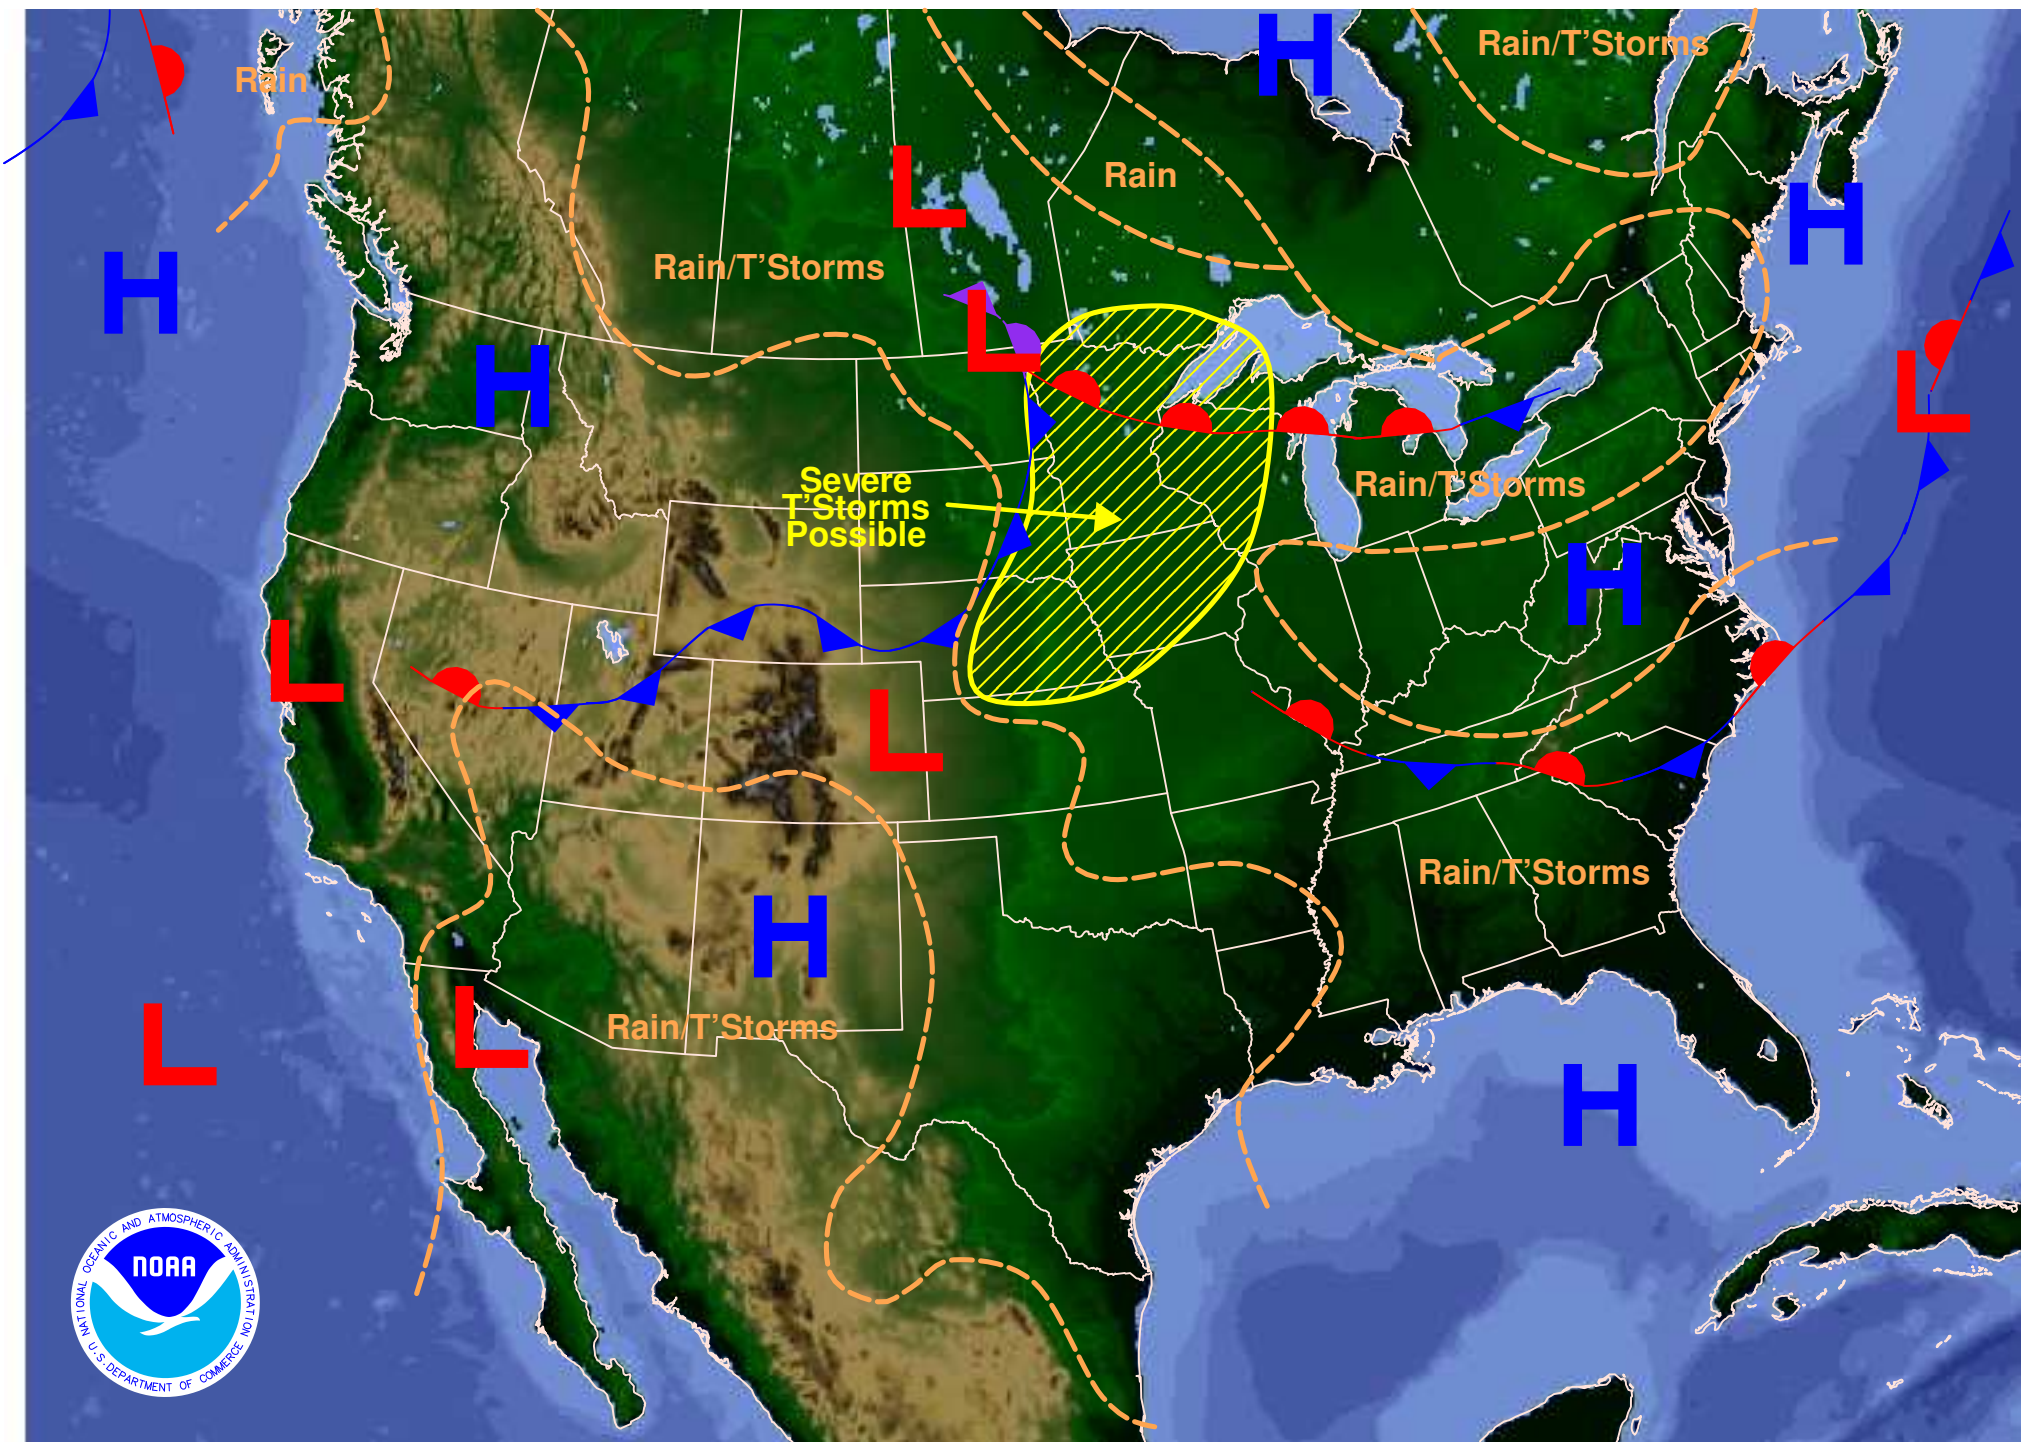 H
Rain/T'Storms
Rain
L
Rain
H
H
Rain/T'Storms
L
H
L
Severe
T'Storms
Possible
Rain/T'Storms
H
L
L
Rain/T'Storms
H
L
L
Rain/T'Storms
H
NATIONAL OCEANIC AND ATMOSPHERIC ADMINISTRATION
NOAA
U.S. DEPARTMENT OF COMMERCE